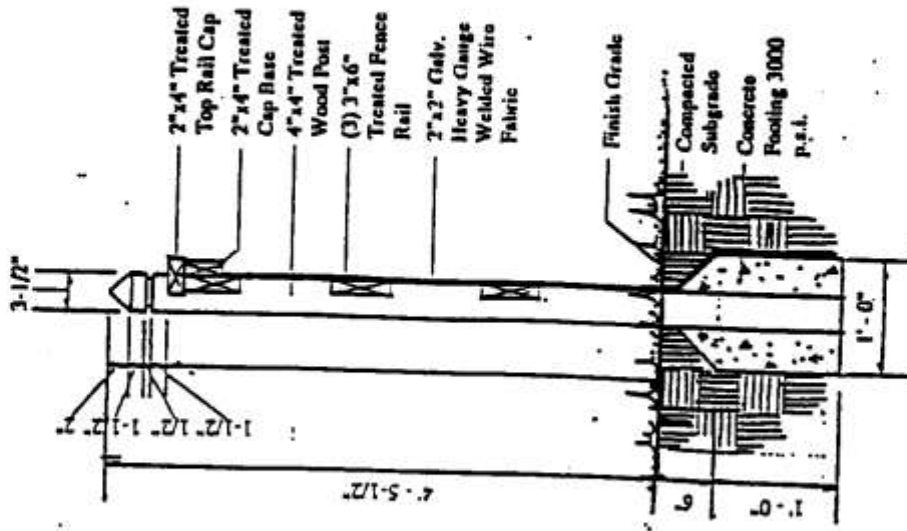 3-1/2"
2"x4" Treated
Top Rail Cap
2"x4" Treated
Cap Base
4"x4" Treated
Wood Post
(3) 3"x6"
Treated Fence
Rail
2"x2" Galv.
Heavy Gauge
Welded Wire
Fabric
Finish Grade
Compacted
Subgrade
Concrete
Footing 3000
p.s.i.
2"
1-1/2"
1/2"
1-1/2"
4' - 5-1/2"
6"
1' - 0"
1' - 0"